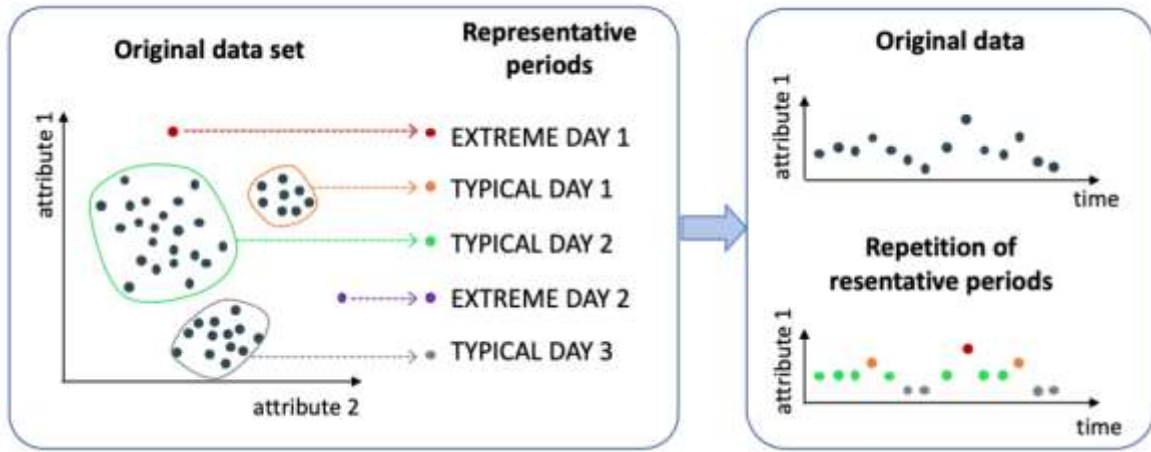 Original data set
Representative
periods
attribute 1
EXTREME DAY 1
TYPICAL DAY 1
TYPICAL DAY 2
EXTREME DAY 2
TYPICAL DAY 3
attribute 2
Original data
attribute 1
time
Repetition of
resentative periods
attribute 1
time